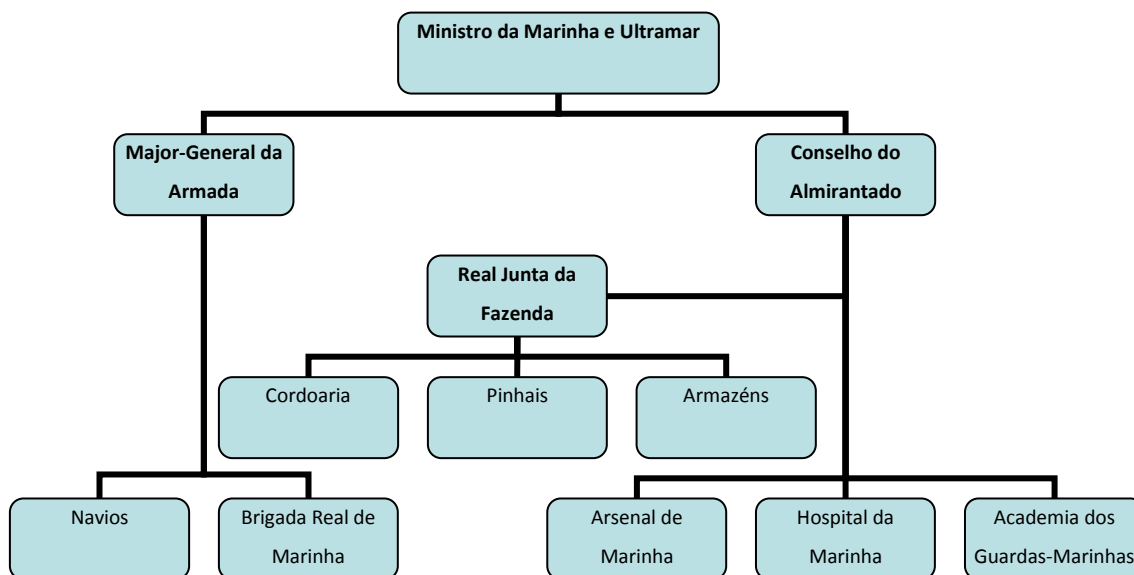 Ministro da Marinha e Ultramar
Major-General da
Armada
Conselho do
Almirantado
Real Junta da
Fazenda
Cordoaria
Pinhais
Armazéns
Navios
Brigada Real de
Marinha
Arsenal de
Marinha
Hospital da
Marinha
Academia dos
Guardas-Marinhas